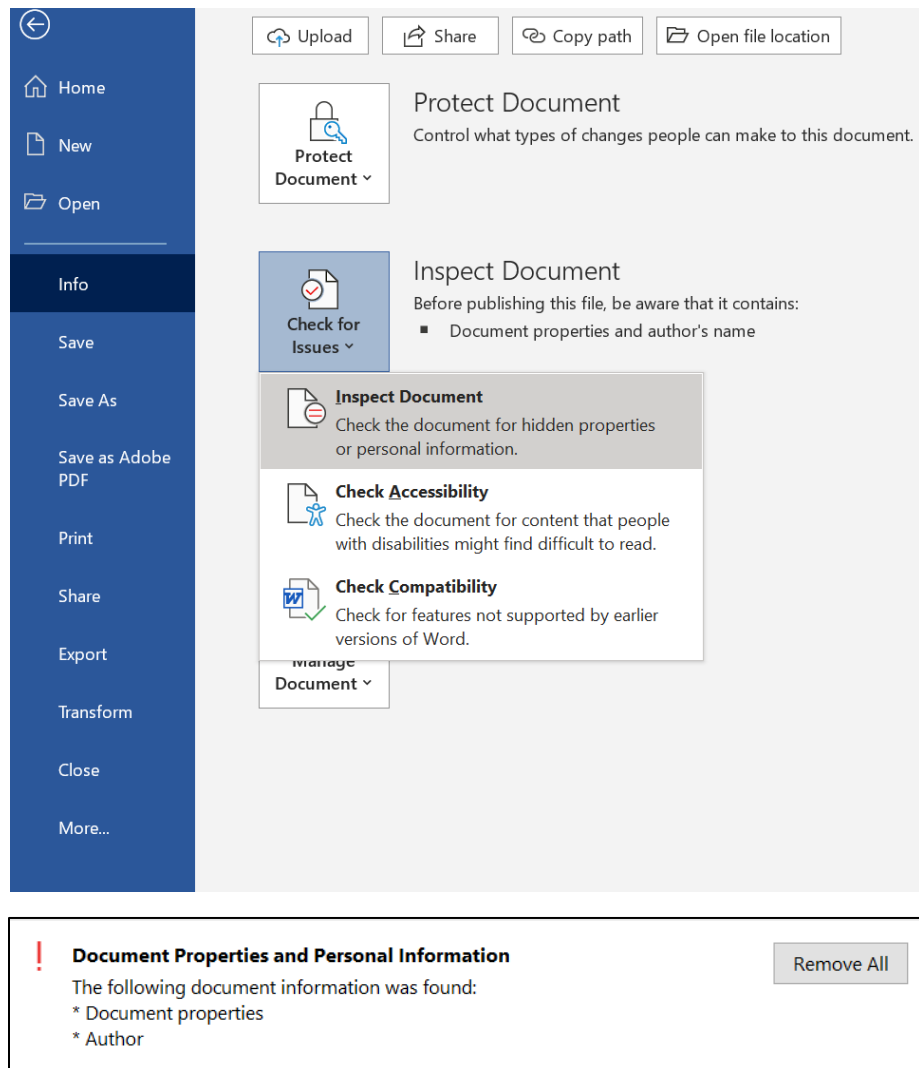 Upload
Share
Copy path
Open file location
Home
New
Open
Info
Save
Save As
Save as Adobe
PDF
Print
Share
Export
Transform
Close
More...
Protect
Document
Protect Document
Control what types of changes people can make to this document.
Check for
Issues
Inspect Document
Before publishing this file, be aware that it contains:
▪ Document properties and author's name
Inspect Document
Check the document for hidden properties
or personal information.
Check Accessibility
Check the document for content that people
with disabilities might find difficult to read.
Check Compatibility
Check for features not supported by earlier
versions of Word.
Manage
Document
Document Properties and Personal Information
The following document information was found:
* Document properties
* Author
Remove All